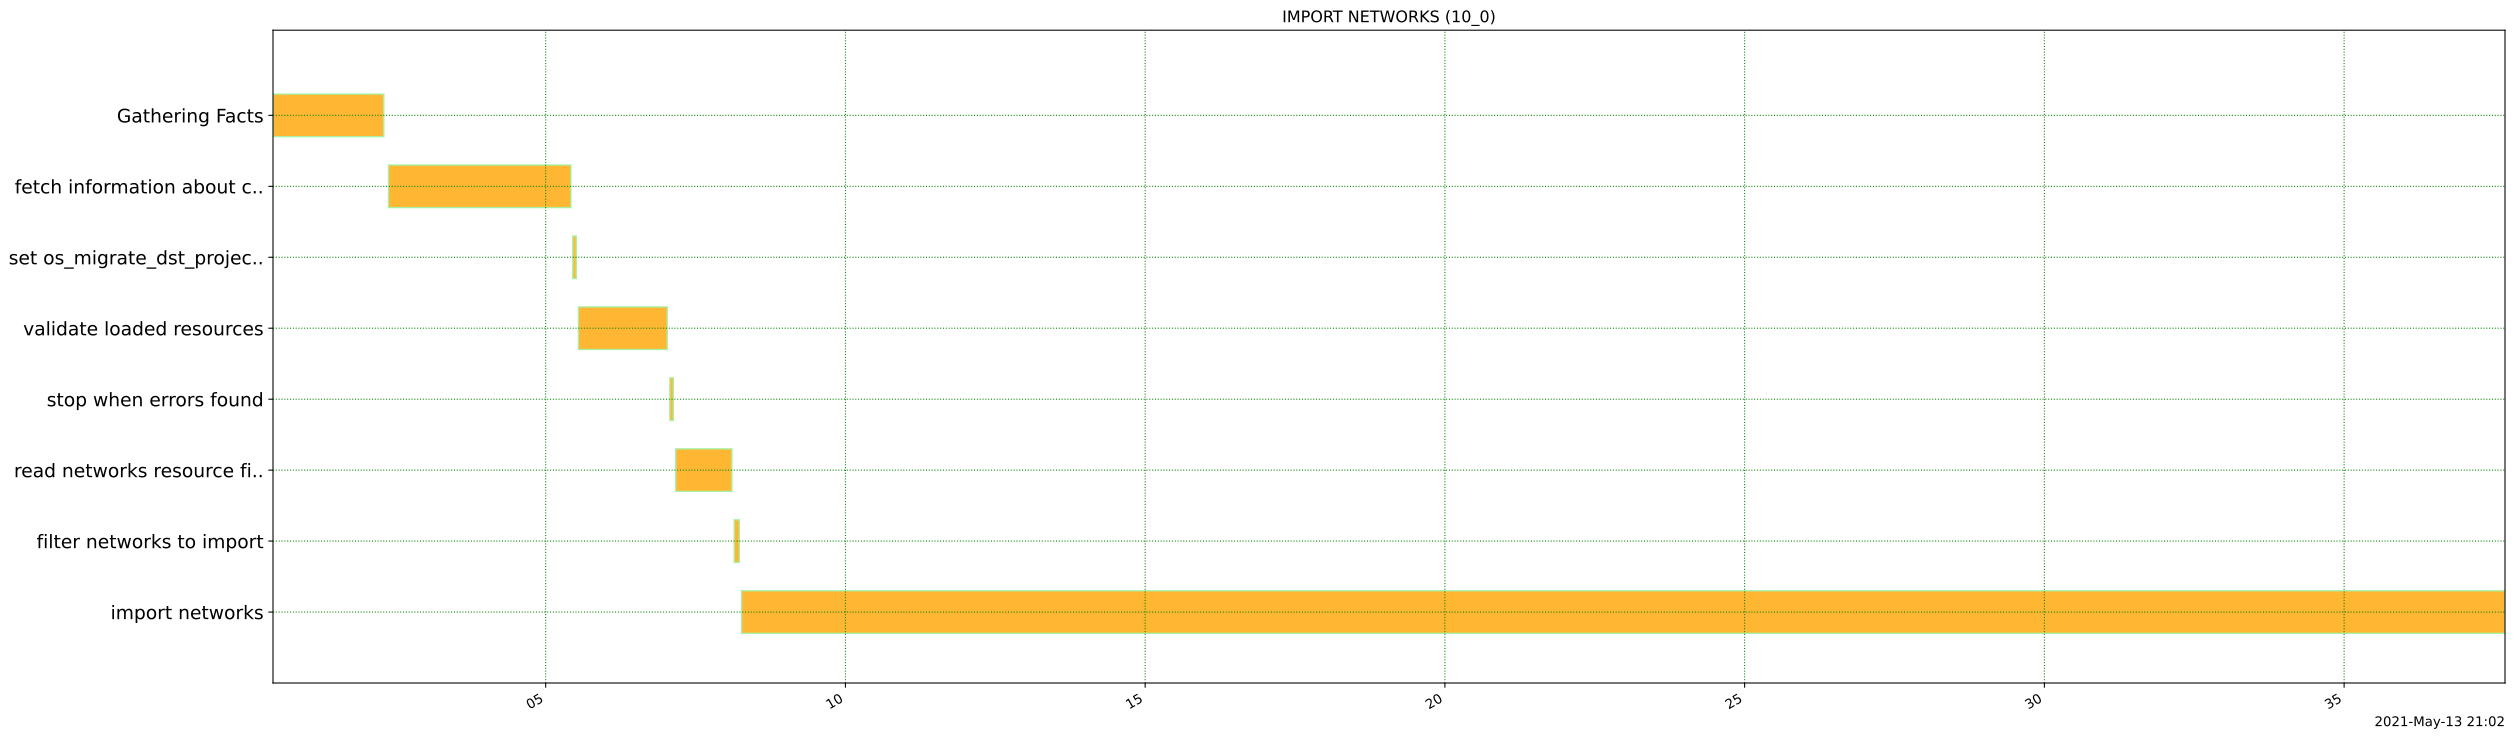 IMPORT NETWORKS (10_0)
Gathering Facts
fetch information about c..
set os_migrate_dst_projec..
validate loaded resources
stop when errors found
read networks resource fi..
filter networks to import
import networks
05 10 15 20 25 30 35
2021-May-13 21:02